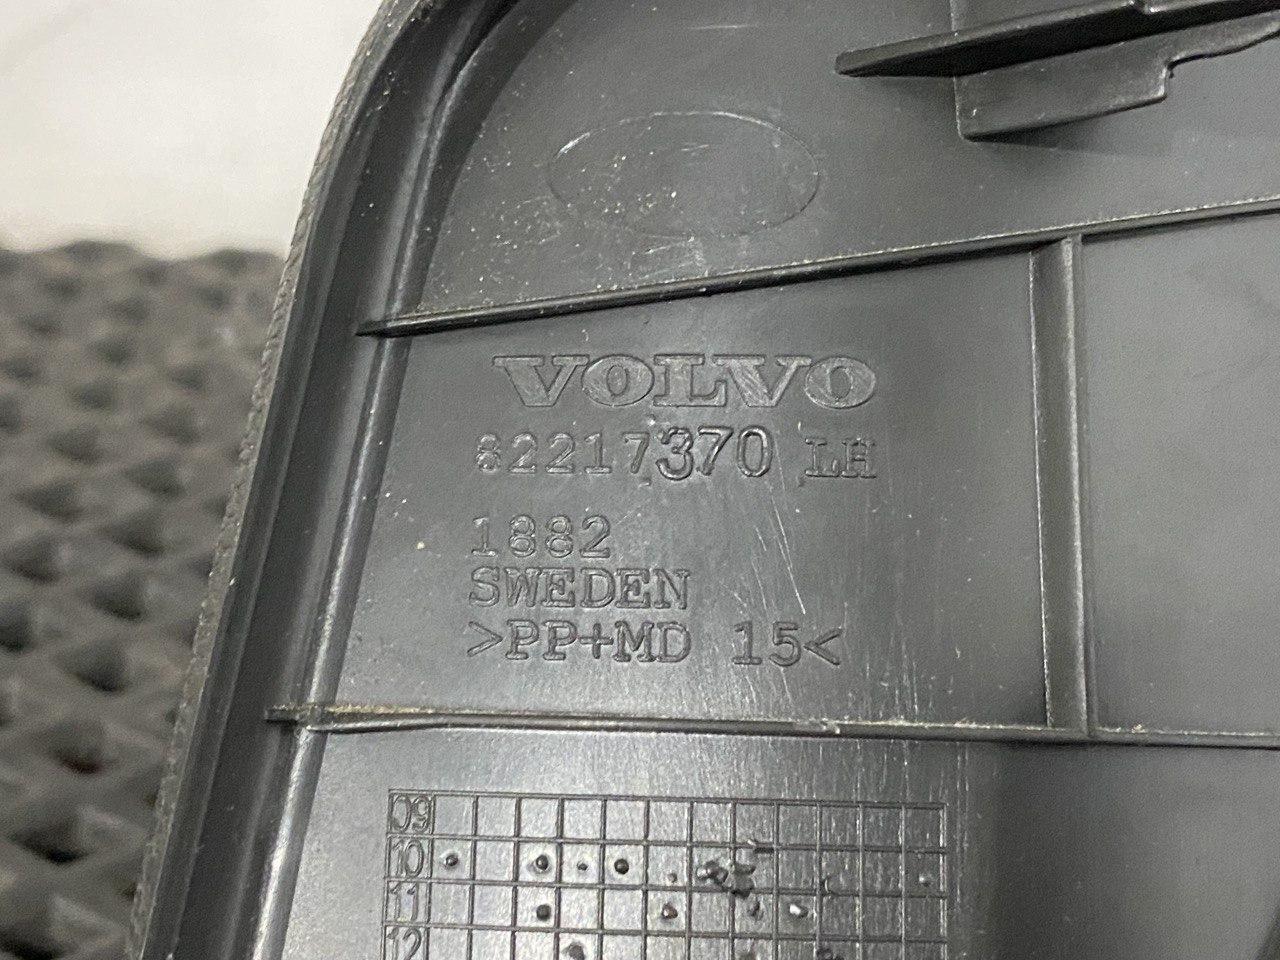 VOLVO
82217370 LH
1882
SWEDEN
>PP+MD 15<
09
10
11
12